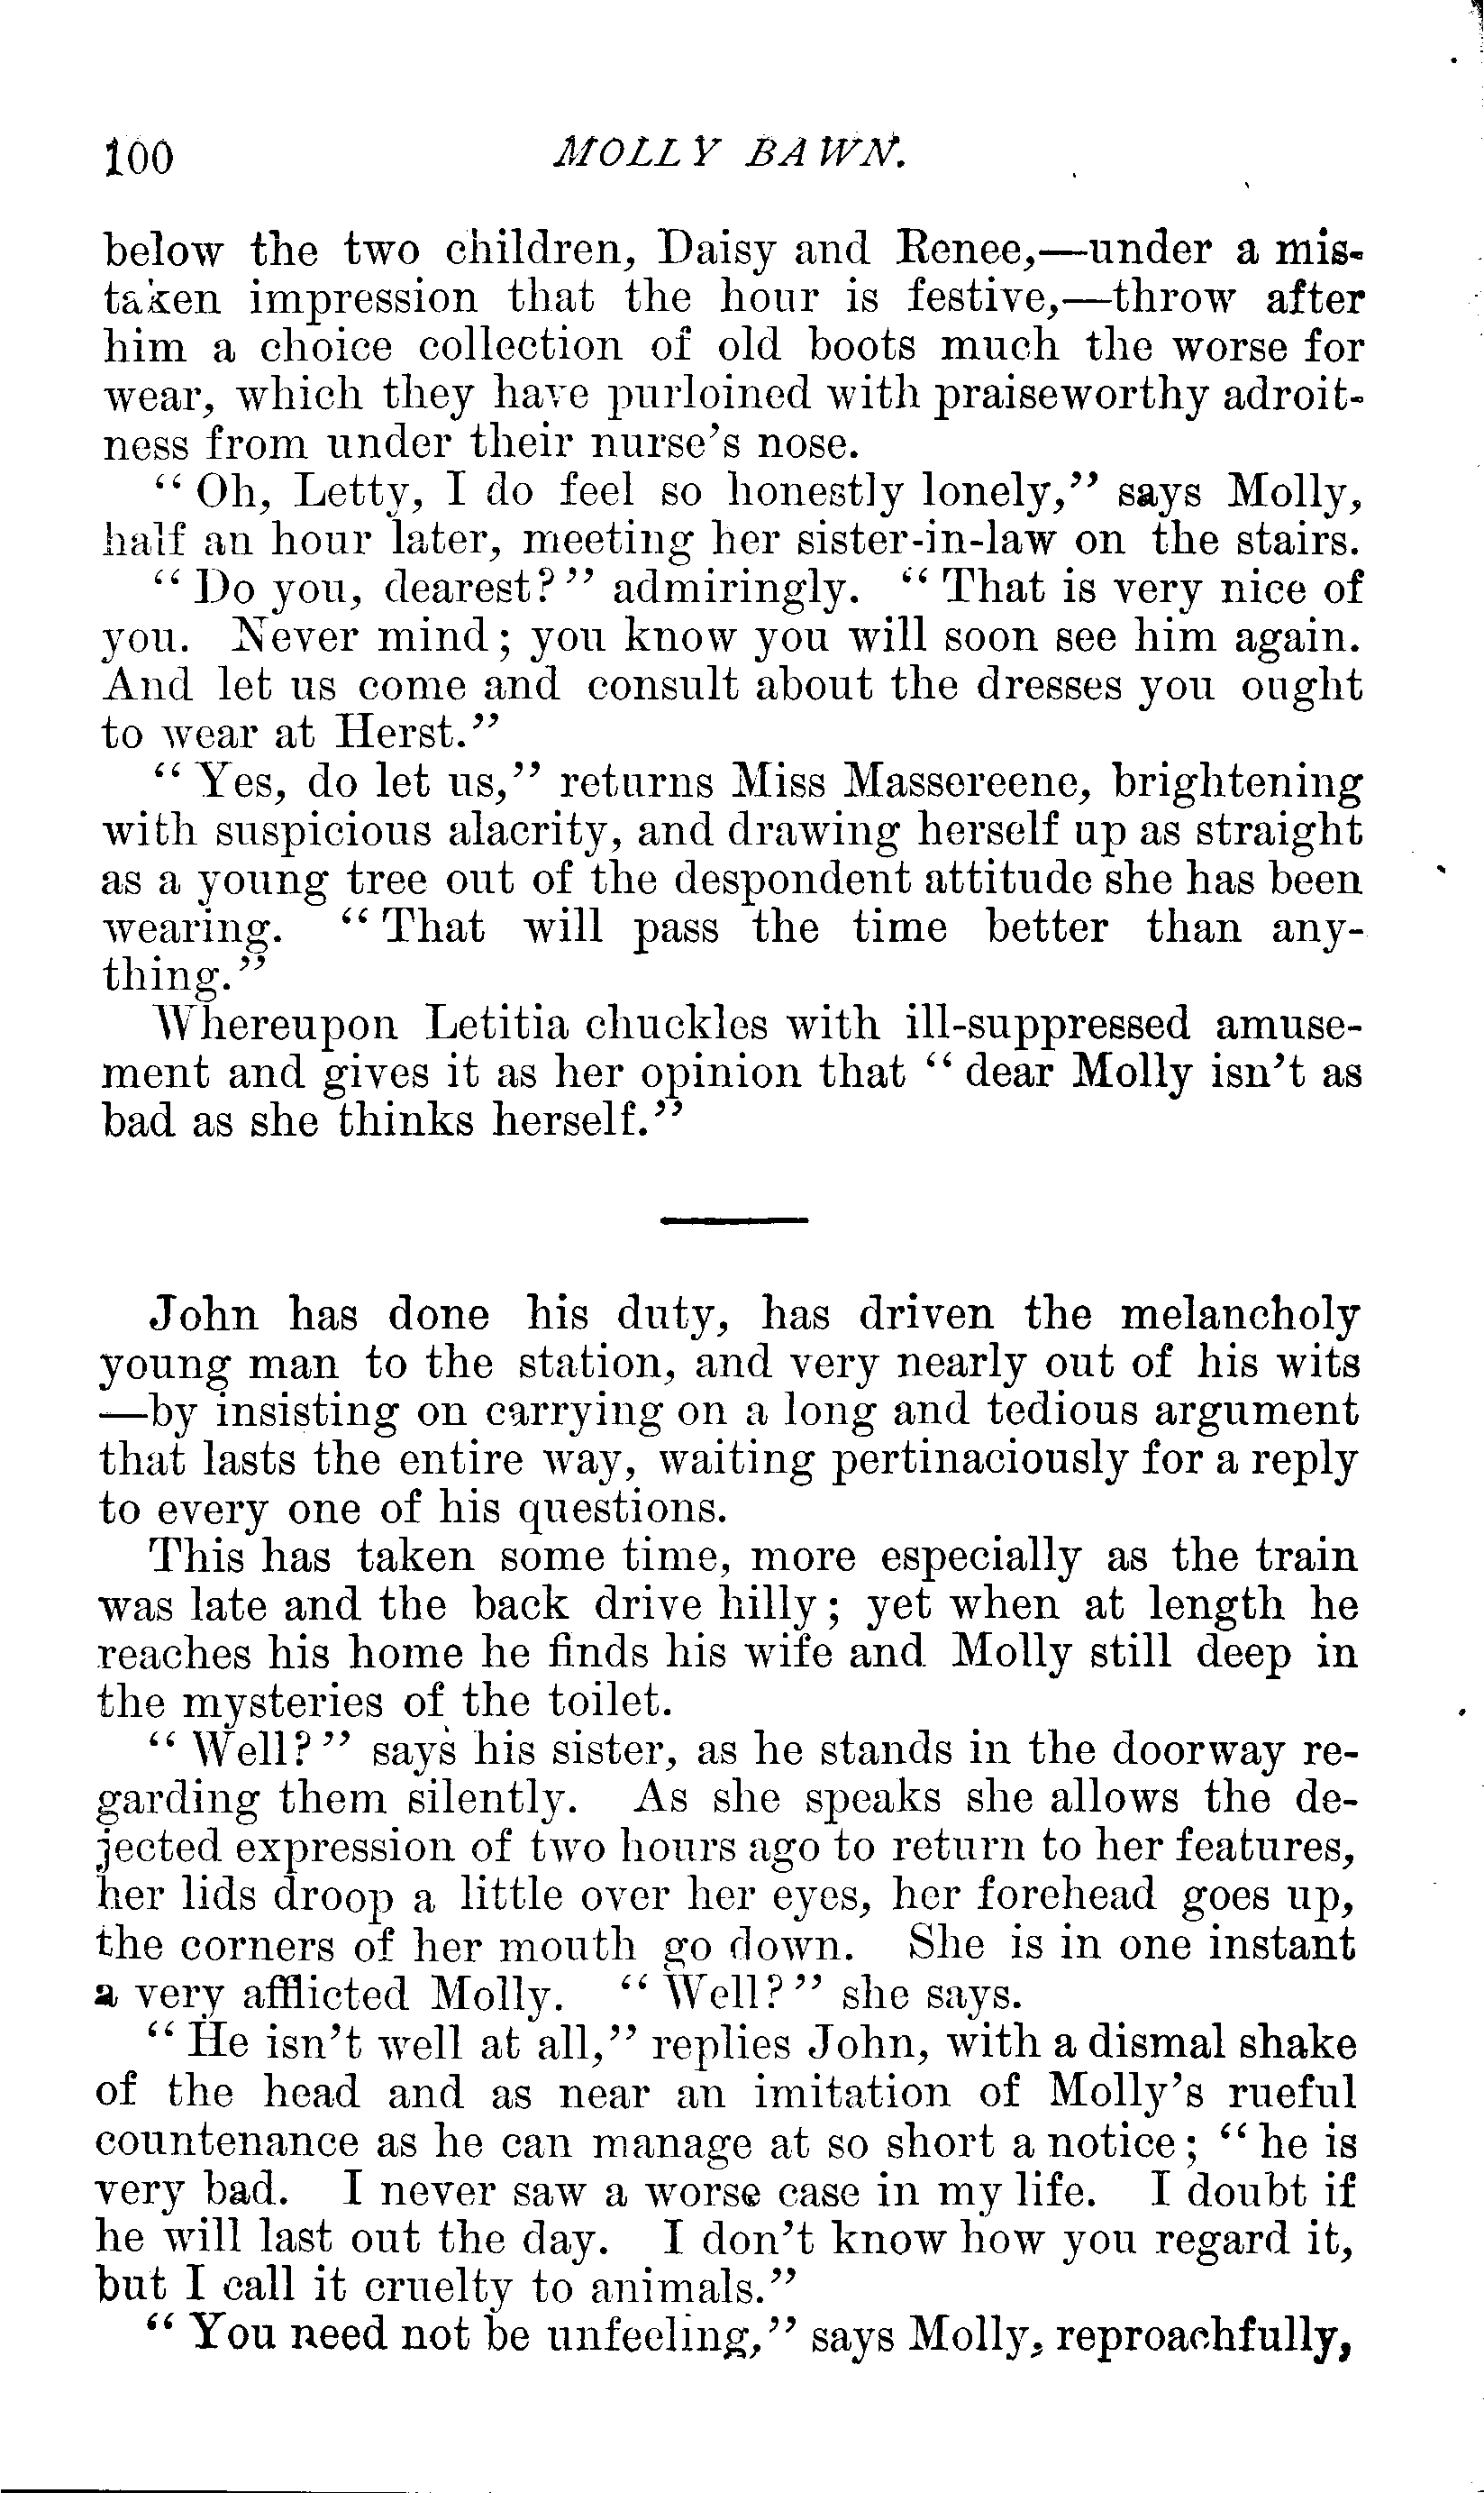 100 MOLLY BAWN.
below the two children, Daisy and Renee,—under a mis-
taken impression that the hour is festive,—throw after
him a choice collection of old boots much the worse for
wear, which they have purloined with praiseworthy adroit-
ness from under their nurse's nose.
"Oh, Letty, I do feel so honestly lonely," says Molly,
half an hour later, meeting her sister-in-law on the stairs.
"Do you, dearest?" admiringly. "That is very nice of
you. Never mind; you know you will soon see him again.
And let us come and consult about the dresses you ought
to wear at Herst."
"Yes, do let us," returns Miss Massereene, brightening
with suspicious alacrity, and drawing herself up as straight
as a young tree out of the despondent attitude she has been
wearing. "That will pass the time better than any-
thing."
Whereupon Letitia chuckles with ill-suppressed amuse-
ment and gives it as her opinion that "dear Molly isn't as
bad as she thinks herself."
John has done his duty, has driven the melancholy
young man to the station, and very nearly out of his wits
—by insisting on carrying on a long and tedious argument
that lasts the entire way, waiting pertinaciously for a reply
to every one of his questions.
This has taken some time, more especially as the train
was late and the back drive hilly; yet when at length he
reaches his home he finds his wife and Molly still deep in
the mysteries of the toilet.
"Well?" says his sister, as he stands in the doorway re-
garding them silently. As she speaks she allows the de-
jected expression of two hours ago to return to her features,
her lids droop a little over her eyes, her forehead goes up,
the corners of her mouth go down. She is in one instant
a very afflicted Molly. "Well?" she says.
"He isn't well at all," replies John, with a dismal shake
of the head and as near an imitation of Molly's rueful
countenance as he can manage at so short a notice; "he is
very bad. I never saw a worse case in my life. I doubt if
he will last out the day. I don't know how you regard it,
but I call it cruelty to animals."
"You need not be unfeeling," says Molly, reproachfully,